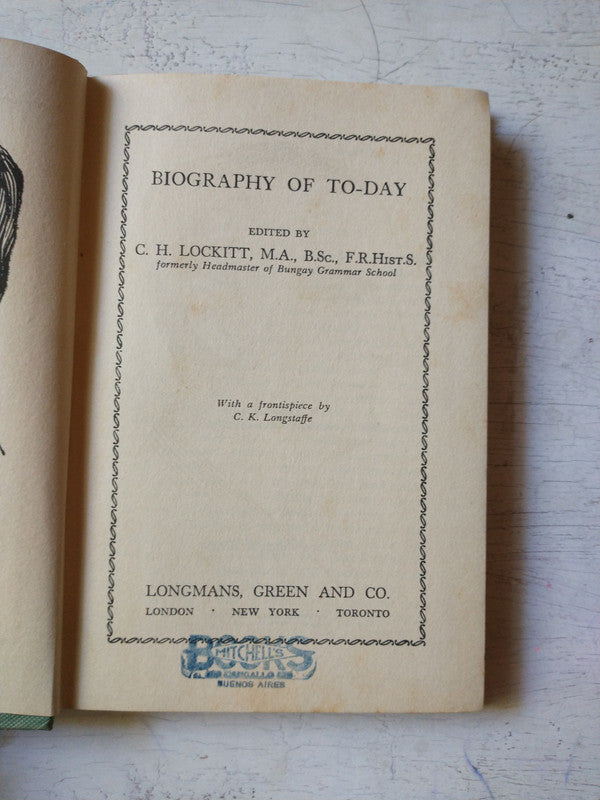 BIOGRAPHY OF TO-DAY
EDITED BY
C. H. LOCKITT, M.A., B.Sc., F.R.Hist.S.
formerly Headmaster of Bungay Grammar School
With a frontispiece by
C. K. Longstaffe
LONGMANS, GREEN AND CO.
LONDON · NEW YORK · TORONTO
BOOKS
MITCHELL'S
CANGALLO
BUENOS AIRES